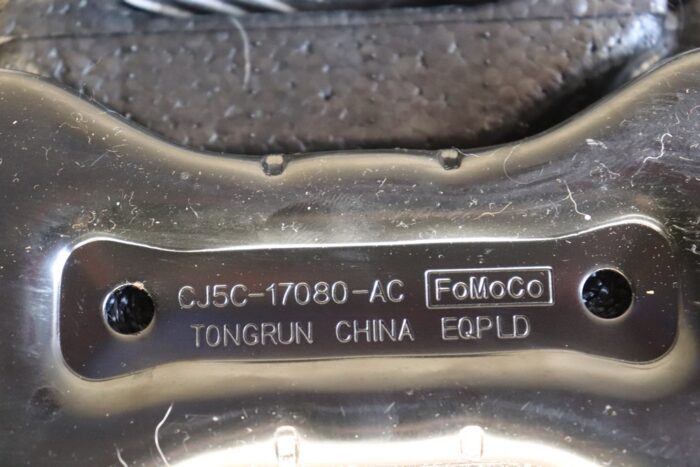 CJ5C-17080-AC FoMoCo
TONGRUN CHINA EQPLD